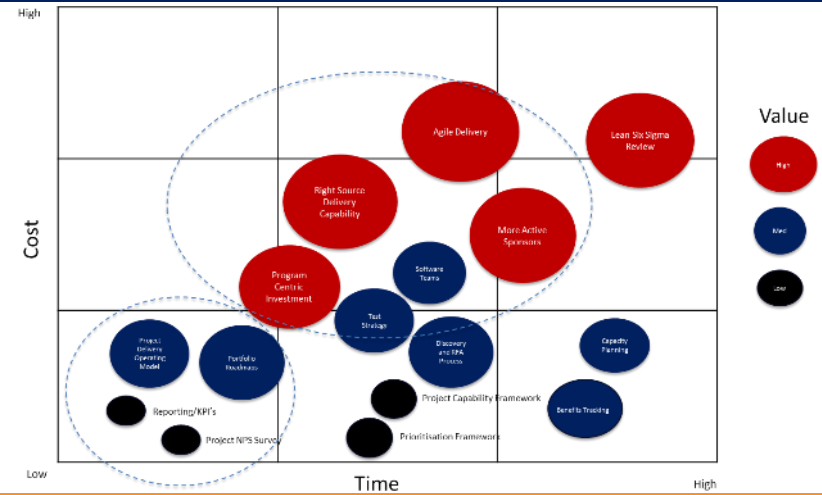 High
Agile Delivery
Lean Six Sigma
Review
Value
High
Right Source
Delivery
Capability
Cost
More Active
Sponsors
Med
Software
Teams
Program
Centric
Investment
Low
Test
Strategy
Project
Delivery
Operating
Model
Portfolio
Roadmaps
Discovery
and RPA
Process
Capacity
Planning
Reporting/KPI's
Project Capability Framework
Benefits Tracking
Project NPS Survey
Prioritisation Framework
Low
Time
High